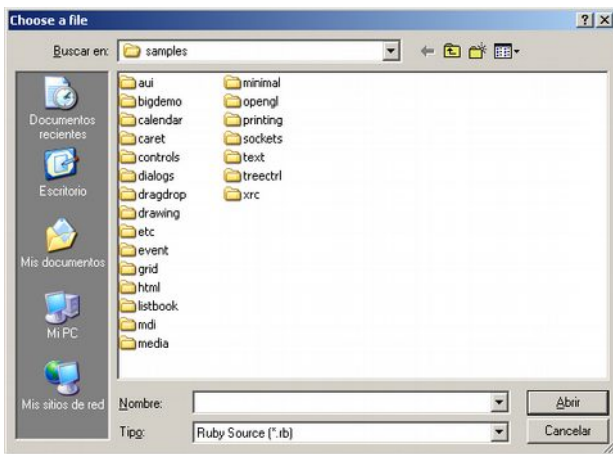 Choose a file
Buscar en: samples
Documentos recientes
Escritorio
Mis documentos
Mi PC
Mis sitios de red
aui
bigdemo
calendar
caret
controls
dialogs
dragdrop
drawing
etc
event
grid
html
listbook
mdi
media
minimal
opengl
printing
sockets
text
treectrl
xrc
Nombre:
Abrir
Tipo: Ruby Source (*.rb)
Cancelar